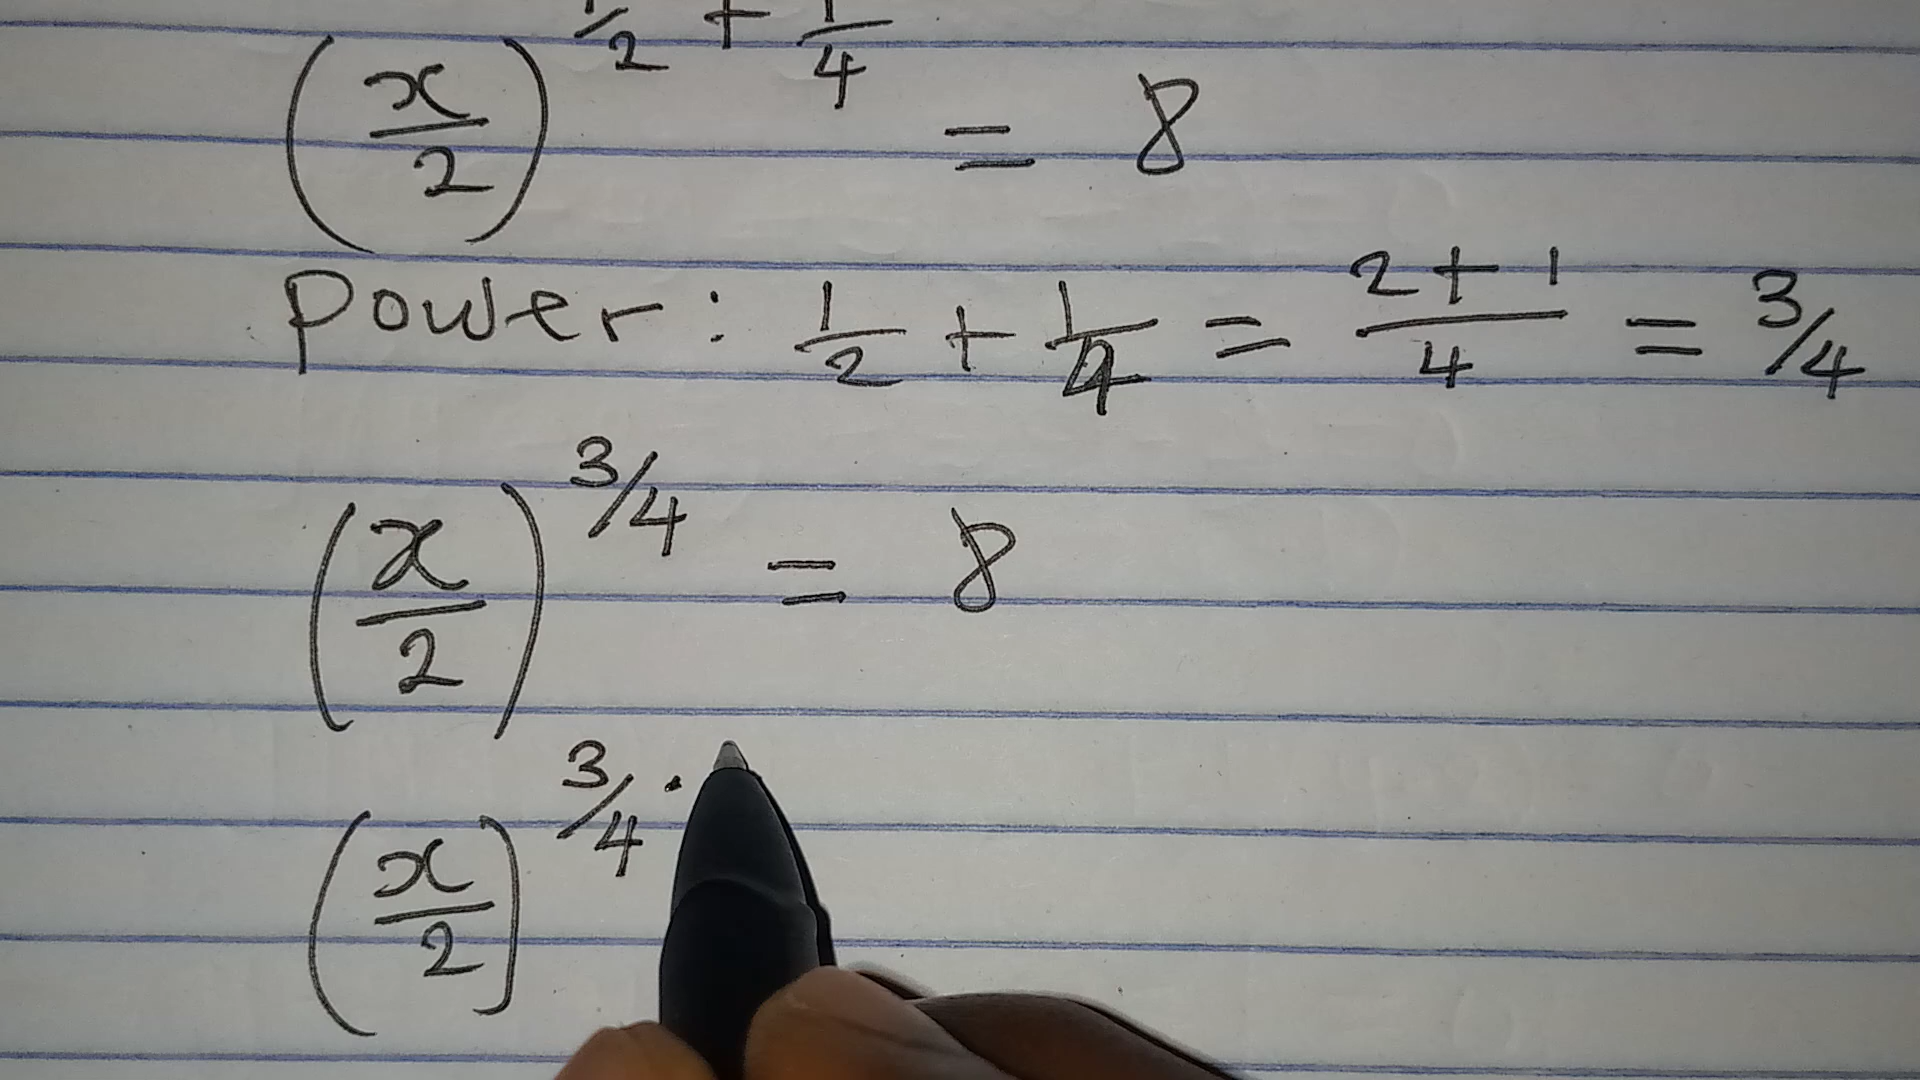 (x/2)^1/2 + 1/4 = 8
Power: 1/2 + 1/4 = 2+1/4 = 3/4
(x/2)^3/4 = 8
(x/2)^3/4 ·